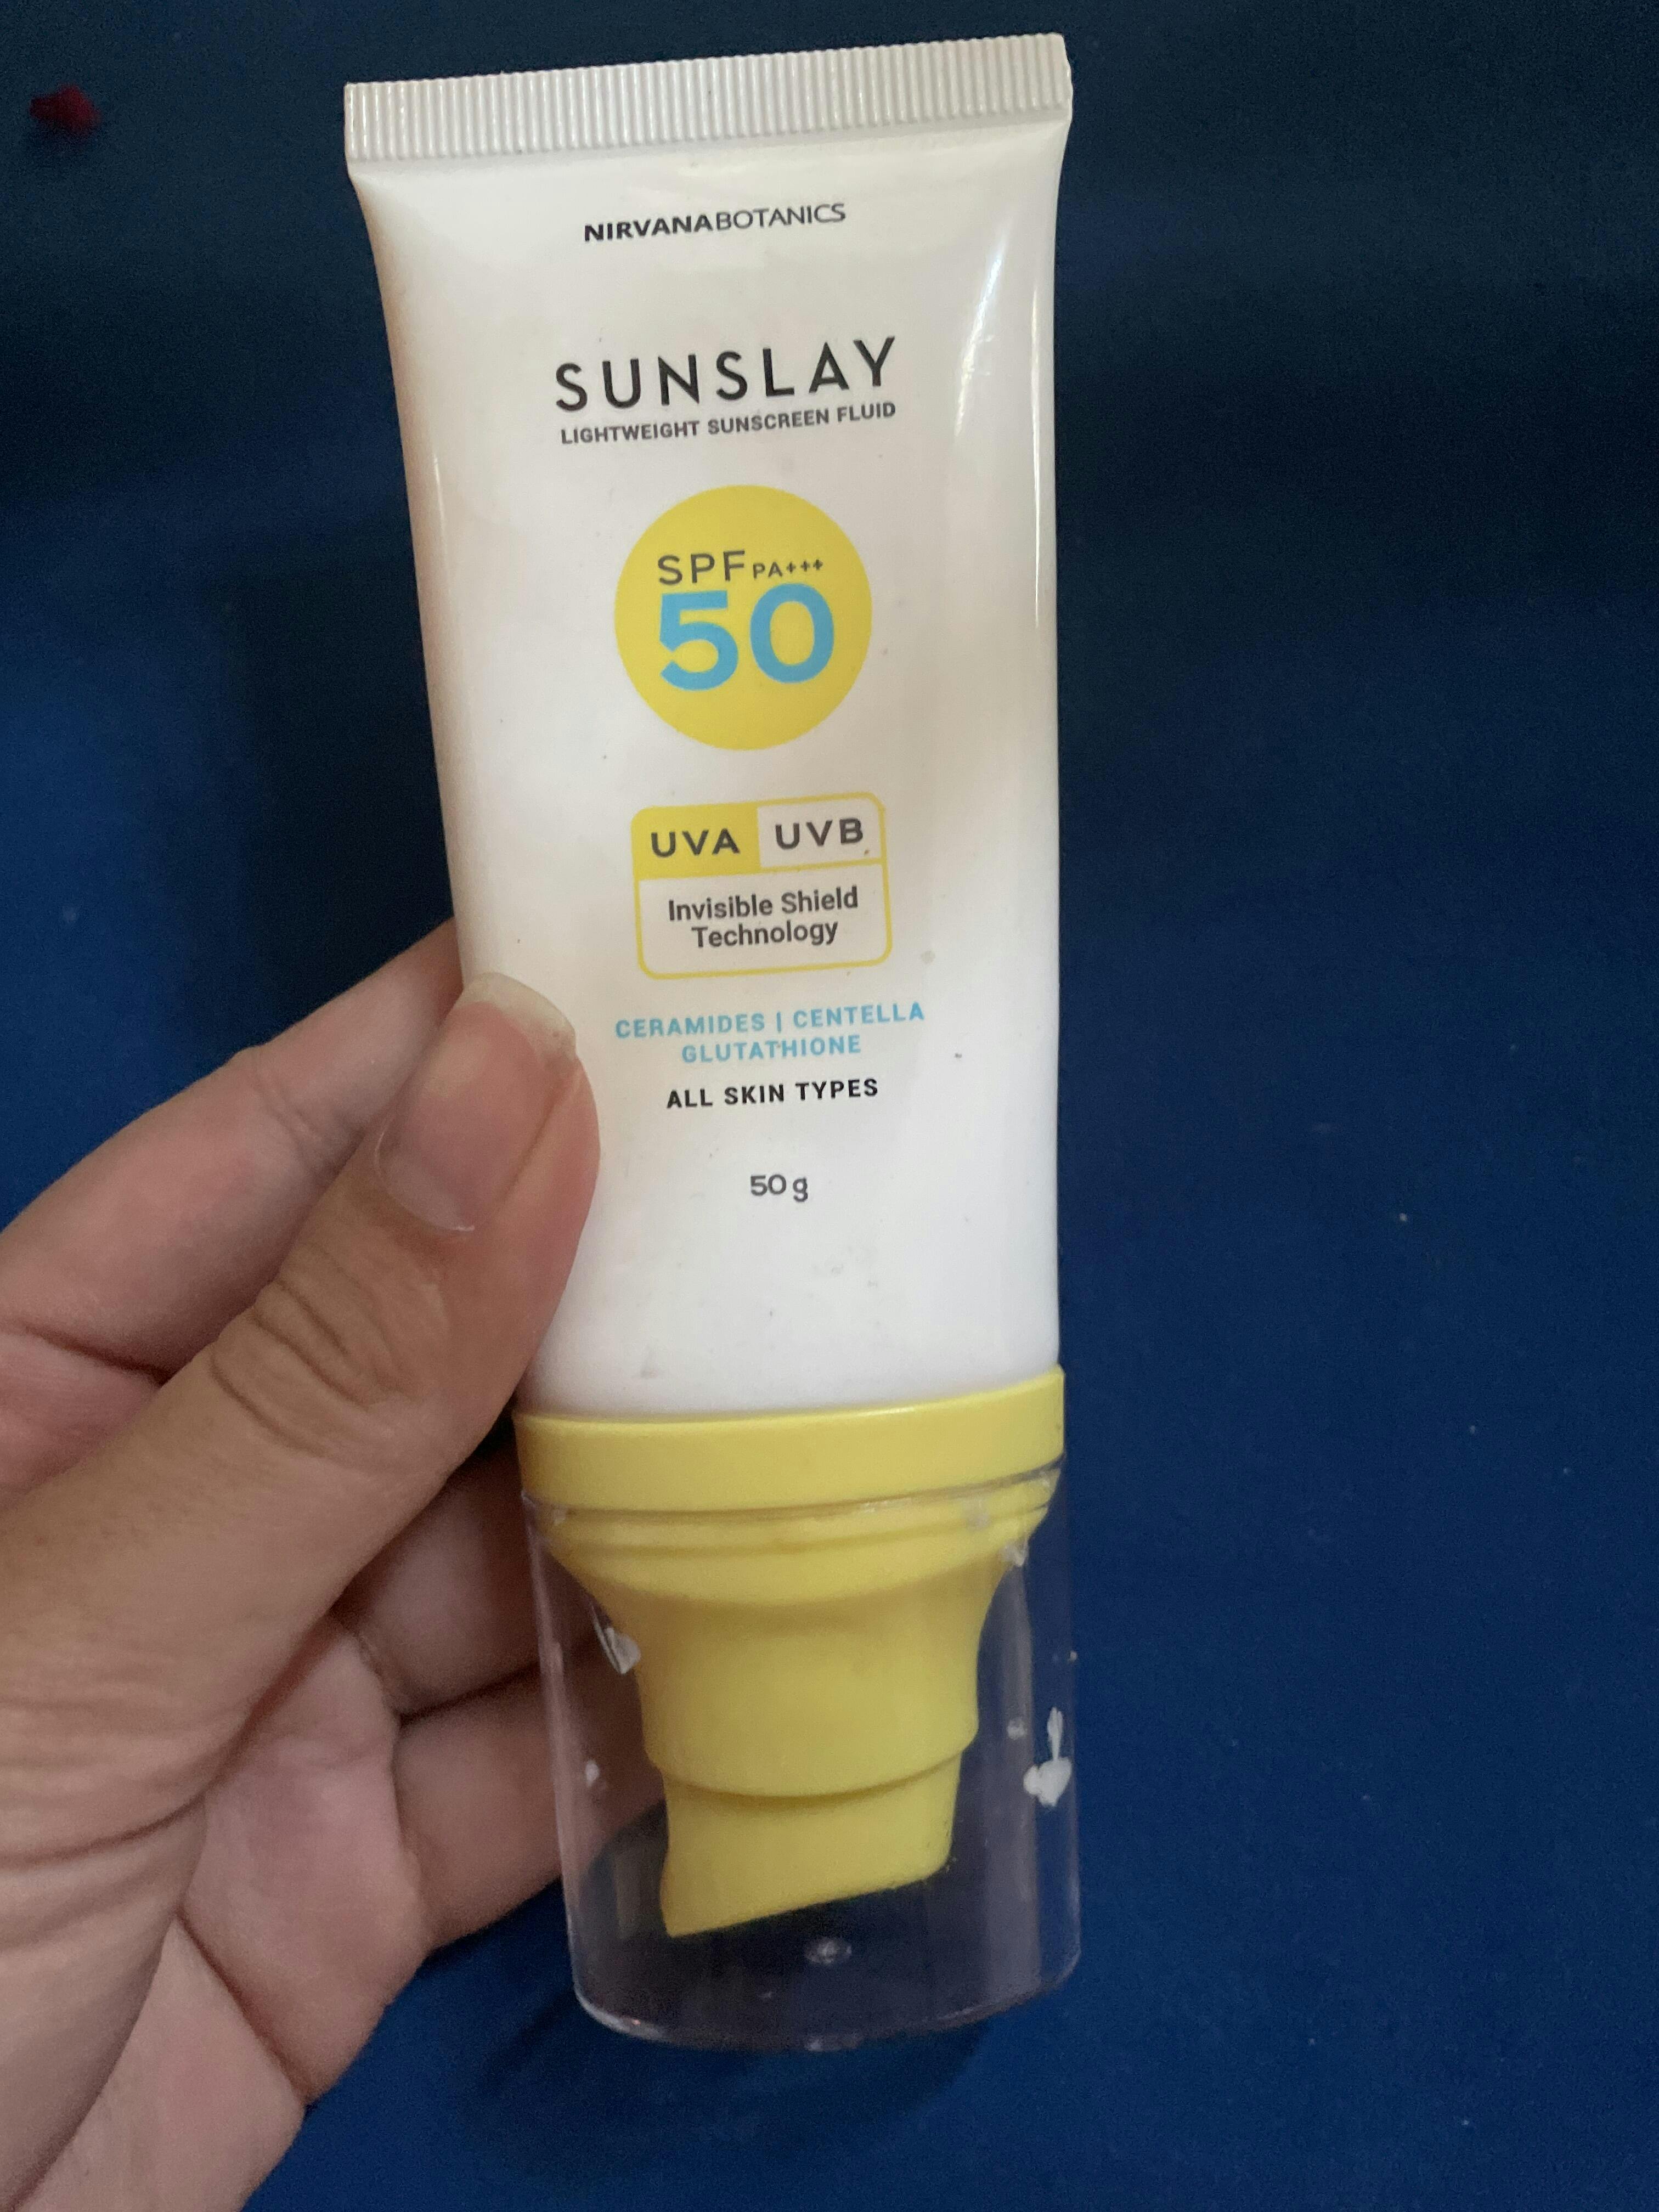 NIRVANABOTANICS
SUNSLAY
LIGHTWEIGHT SUNSCREEN FLUID
SPF PA+++
50
UVA UVB
Invisible Shield
Technology
CERAMIDES | CENTELLA
GLUTATHIONE
ALL SKIN TYPES
50 g